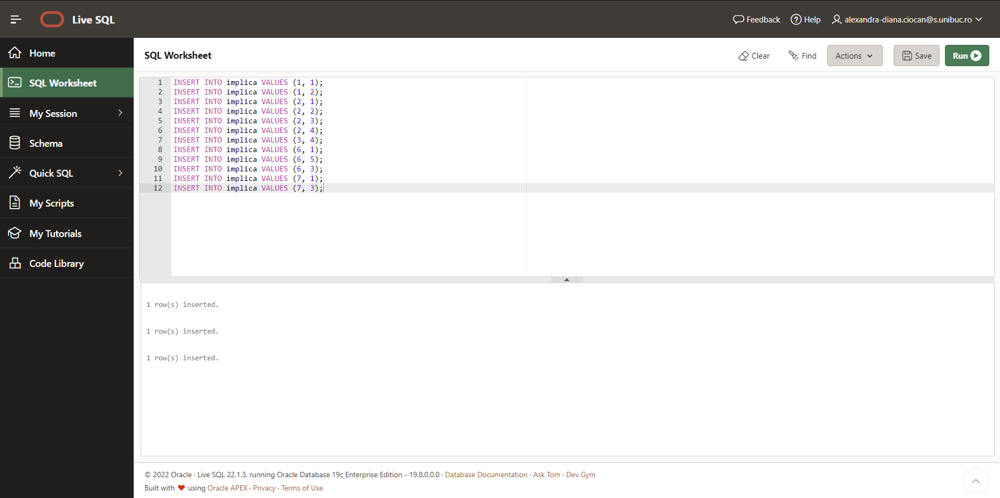 Live SQL
Feedback
Help
alexandra-diana.ciocan@s.unibuc.ro
Home
SQL Worksheet
My Session
Schema
Quick SQL
My Scripts
My Tutorials
Code Library
SQL Worksheet
Clear
Find
Actions
Save
Run
1 INSERT INTO implica VALUES (1, 1);
2 INSERT INTO implica VALUES (1, 2);
3 INSERT INTO implica VALUES (2, 1);
4 INSERT INTO implica VALUES (2, 2);
5 INSERT INTO implica VALUES (2, 3);
6 INSERT INTO implica VALUES (2, 4);
7 INSERT INTO implica VALUES (3, 4);
8 INSERT INTO implica VALUES (6, 1);
9 INSERT INTO implica VALUES (6, 5);
10 INSERT INTO implica VALUES (6, 3);
11 INSERT INTO implica VALUES (7, 1);
12 INSERT INTO implica VALUES (7, 3);
1 row(s) inserted.
1 row(s) inserted.
1 row(s) inserted.
© 2022 Oracle · Live SQL 22.1.3, running Oracle Database 19c Enterprise Edition - 19.8.0.0.0 · Database Documentation · Ask Tom · Dev Gym
Built with ❤ using Oracle APEX · Privacy · Terms of Use